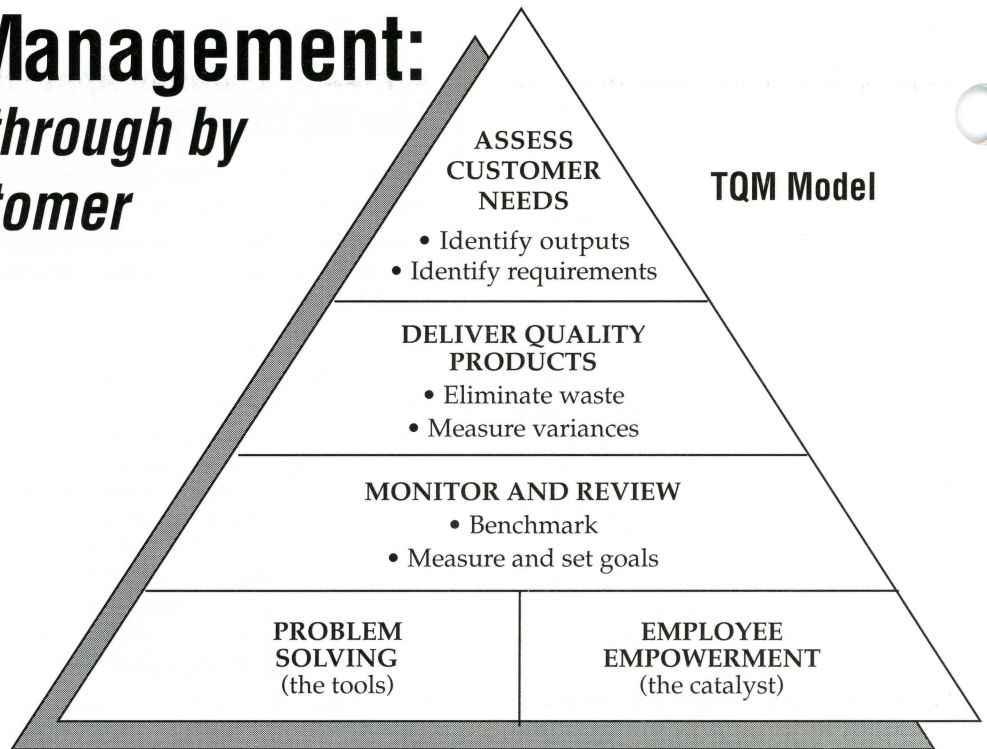 Management:
through by
tomer
TQM Model
ASSESS
CUSTOMER
NEEDS
• Identify outputs
• Identify requirements
DELIVER QUALITY
PRODUCTS
• Eliminate waste
• Measure variances
MONITOR AND REVIEW
• Benchmark
• Measure and set goals
PROBLEM
SOLVING
(the tools)
EMPLOYEE
EMPOWERMENT
(the catalyst)